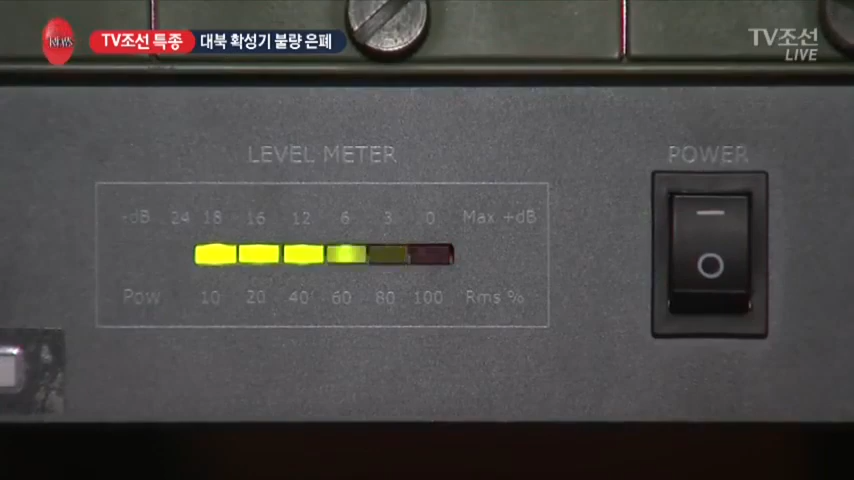 NEWS
TV조선 특종
대북 확성기 불량 은폐
TV조선
LIVE
LEVEL METER
POWER
-dB 24 18 16 12 6 3 0 Max +dB
Pow 10 20 40 60 80 100 Rms %